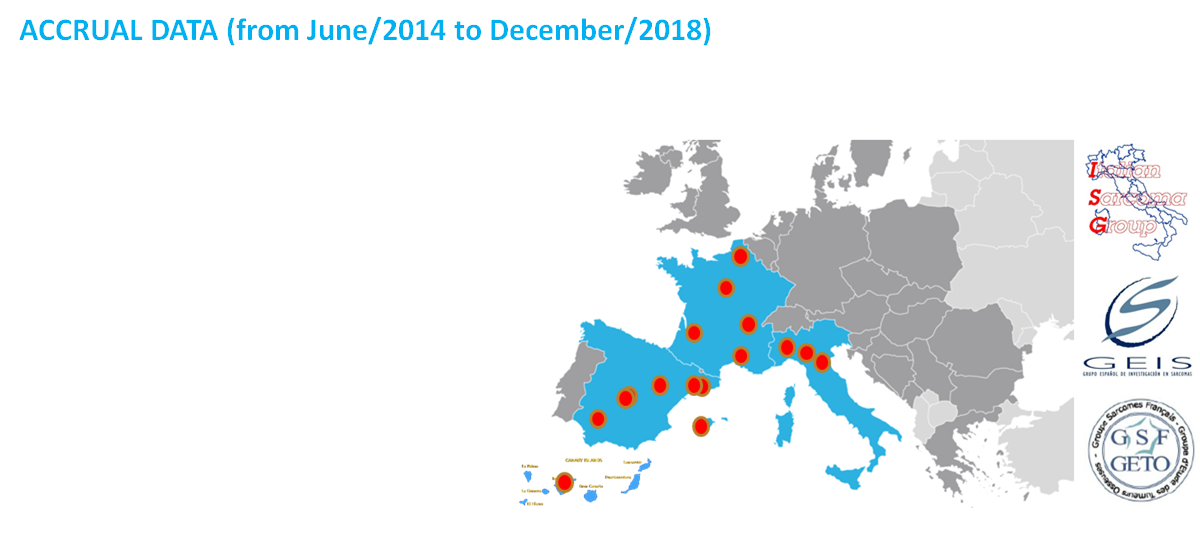 ACCRUAL DATA (from June/2014 to December/2018)
Italian
Sarcoma
Group
GEIS
GRUPO ESPAÑOL DE INVESTIGACIÓN EN SARCOMAS
Groupe Sarcomes Français - Groupe d'Etude des Tumeurs Osseuses
GSF
GETO
CANARY ISLANDS
Lanzarote
La Palma
Fuerteventura
La Gomera
Gran Canaria
El Hierro